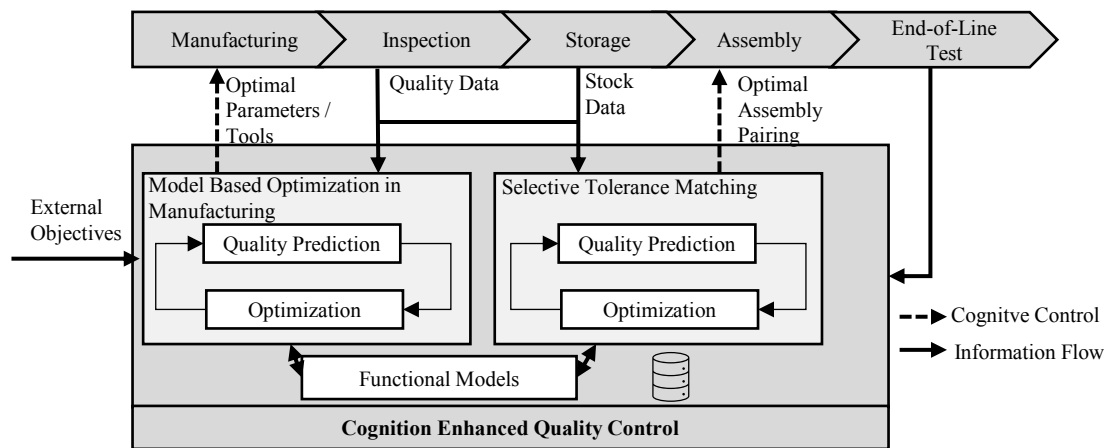 Manufacturing
Inspection
Storage
Assembly
End-of-Line
Test
Optimal
Parameters /
Tools
Quality Data
Stock
Data
Optimal
Assembly
Pairing
External
Objectives
Model Based Optimization in
Manufacturing
Quality Prediction
Optimization
Selective Tolerance Matching
Quality Prediction
Optimization
Functional Models
Cognitve Control
Information Flow
Cognition Enhanced Quality Control